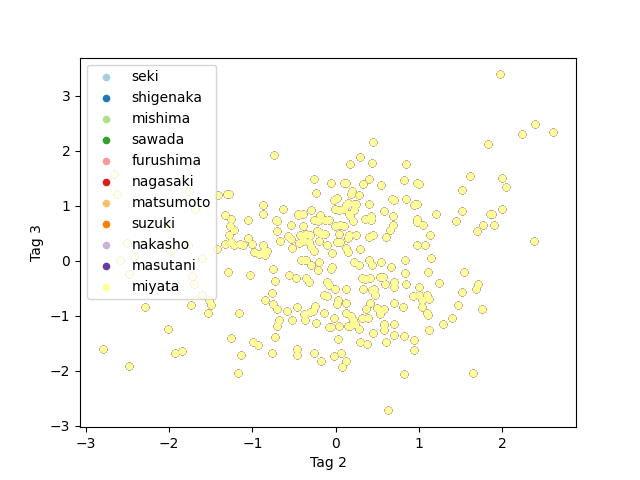 seki
shigenaka
mishima
sawada
furushima
nagasaki
matsumoto
suzuki
nakasho
masutani
miyata
3
2
1
0
−1
−2
−3
Tag 3
−3 −2 −1 0 1 2
Tag 2